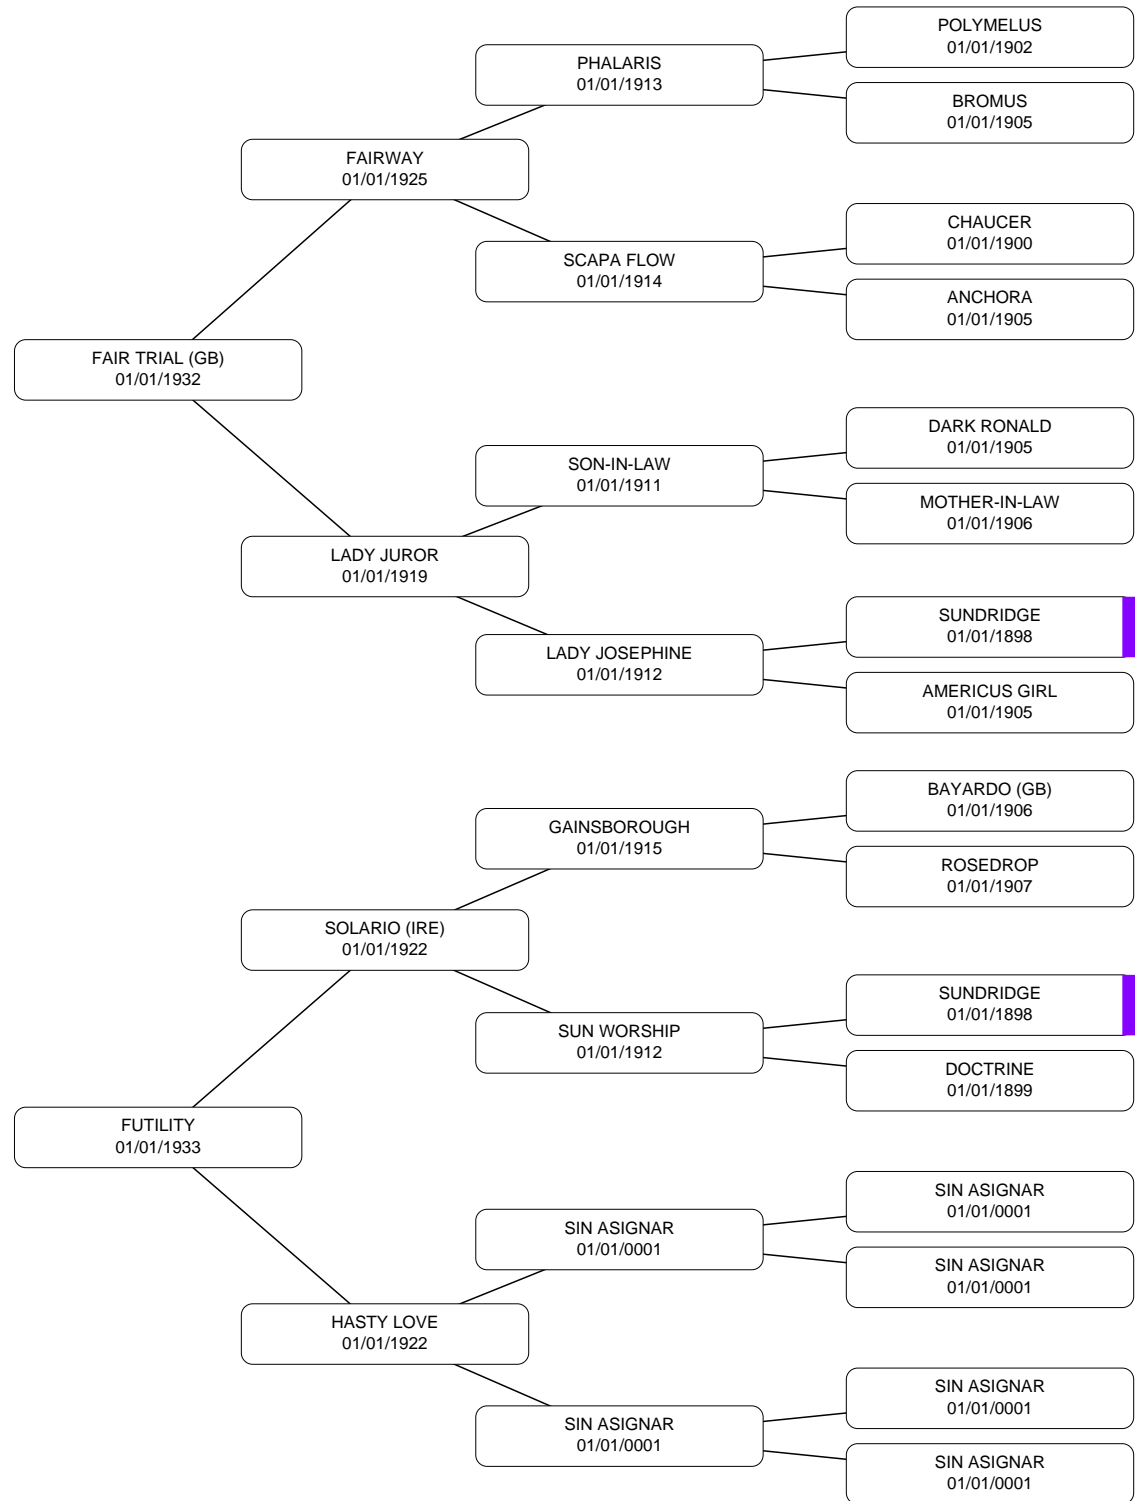 POLYMELUS
01/01/1902
PHALARIS
01/01/1913
BROMUS
01/01/1905
FAIRWAY
01/01/1925
CHAUCER
01/01/1900
SCAPA FLOW
01/01/1914
ANCHORA
01/01/1905
FAIR TRIAL (GB)
01/01/1932
DARK RONALD
01/01/1905
SON-IN-LAW
01/01/1911
MOTHER-IN-LAW
01/01/1906
LADY JUROR
01/01/1919
SUNDRIDGE
01/01/1898
LADY JOSEPHINE
01/01/1912
AMERICUS GIRL
01/01/1905
BAYARDO (GB)
01/01/1906
GAINSBOROUGH
01/01/1915
ROSEDROP
01/01/1907
SOLARIO (IRE)
01/01/1922
SUNDRIDGE
01/01/1898
SUN WORSHIP
01/01/1912
DOCTRINE
01/01/1899
FUTILITY
01/01/1933
SIN ASIGNAR
01/01/0001
SIN ASIGNAR
01/01/0001
SIN ASIGNAR
01/01/0001
HASTY LOVE
01/01/1922
SIN ASIGNAR
01/01/0001
SIN ASIGNAR
01/01/0001
SIN ASIGNAR
01/01/0001